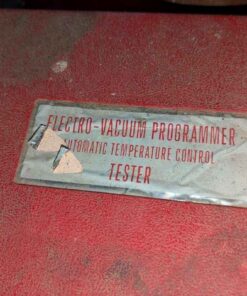 ELECTRO-VACUUM PROGRAMMER
AUTOMATIC TEMPERATURE CONTROL
TESTER